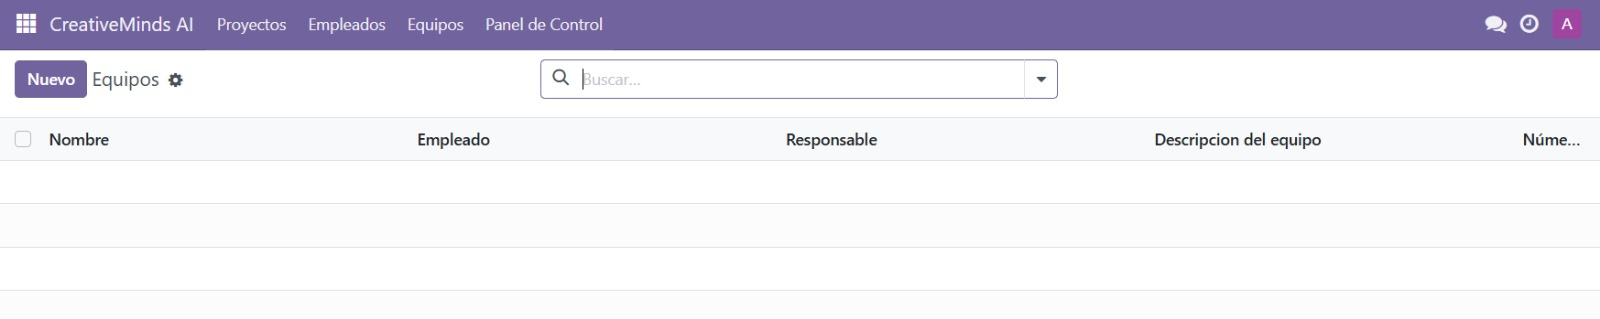 CreativeMinds AI Proyectos Empleados Equipos Panel de Control A
Nuevo Equipos Buscar...
Nombre Empleado Responsable Descripcion del equipo Núme...